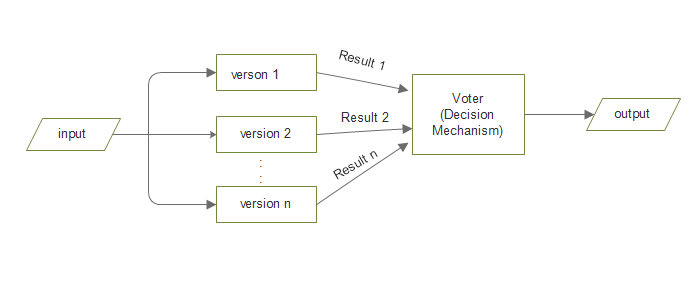 input
verson 1
version 2
:
:
version n
Result 1
Result 2
Result n
Voter
(Decision
Mechanism)
output